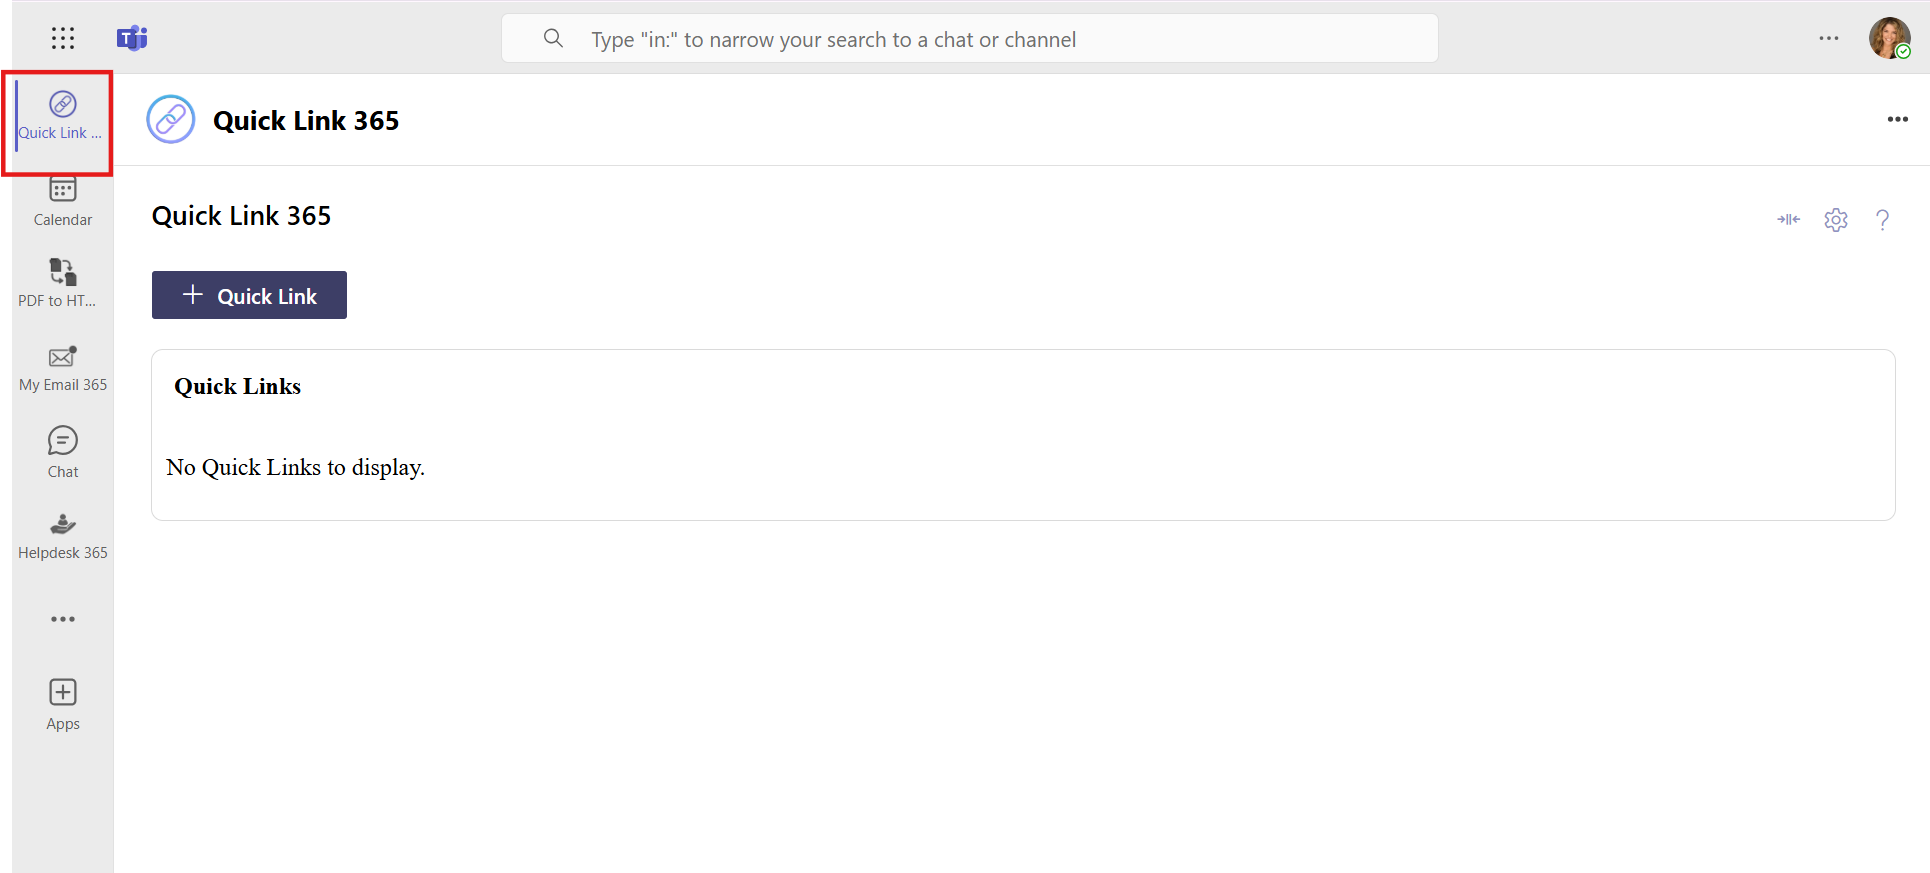 Type "in:" to narrow your search to a chat or channel
Quick Link ...
Calendar
PDF to HT...
My Email 365
Chat
Helpdesk 365
Apps
Quick Link 365
Quick Link 365
Quick Link
Quick Links
No Quick Links to display.